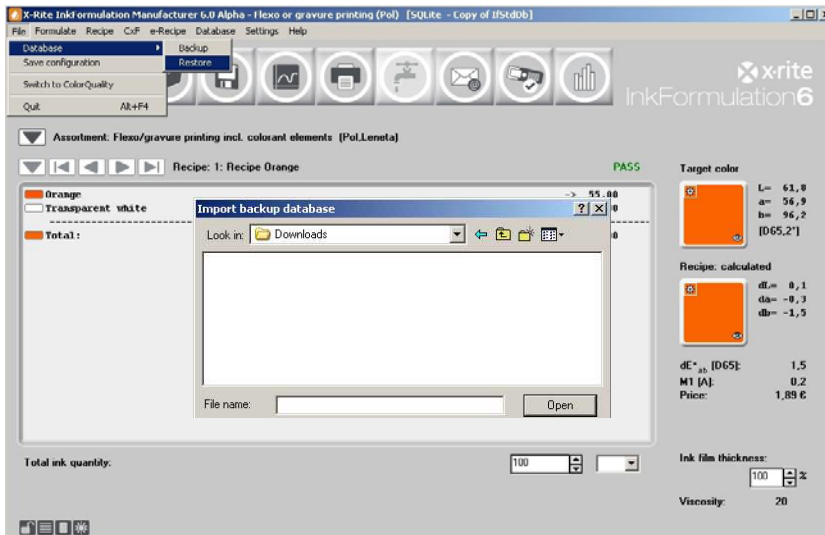 X-Rite InkFormulation Manufacturer 6.0 Alpha - Flexo or gravure printing (Pol) [SQLite - Copy of IfStdDb]
File Formulate Recipe CxF e-Recipe Database Settings Help
Database
Backup
Save configuration
Restore
Switch to ColorQuality
Quit Alt+F4
x-rite
InkFormulation6
Assortment: Flexo/gravure printing incl. colorant elements (Pol,Leneta)
Recipe: 1: Recipe Orange PASS
Orange -> 55.00
Transparent white
Total:
Import backup database
Look in: Downloads
File name:
Open
Target color
L= 61,8
a= 56,9
b= 96,2
[D65,2°]
Recipe: calculated
dL= 0,1
da= -0,3
db= -1,5
dE*ab [D65]: 1,5
M1 [A]: 0,2
Price: 1,89 €
Total ink quantity: 100
Ink film thickness:
100 %
Viscosity: 20